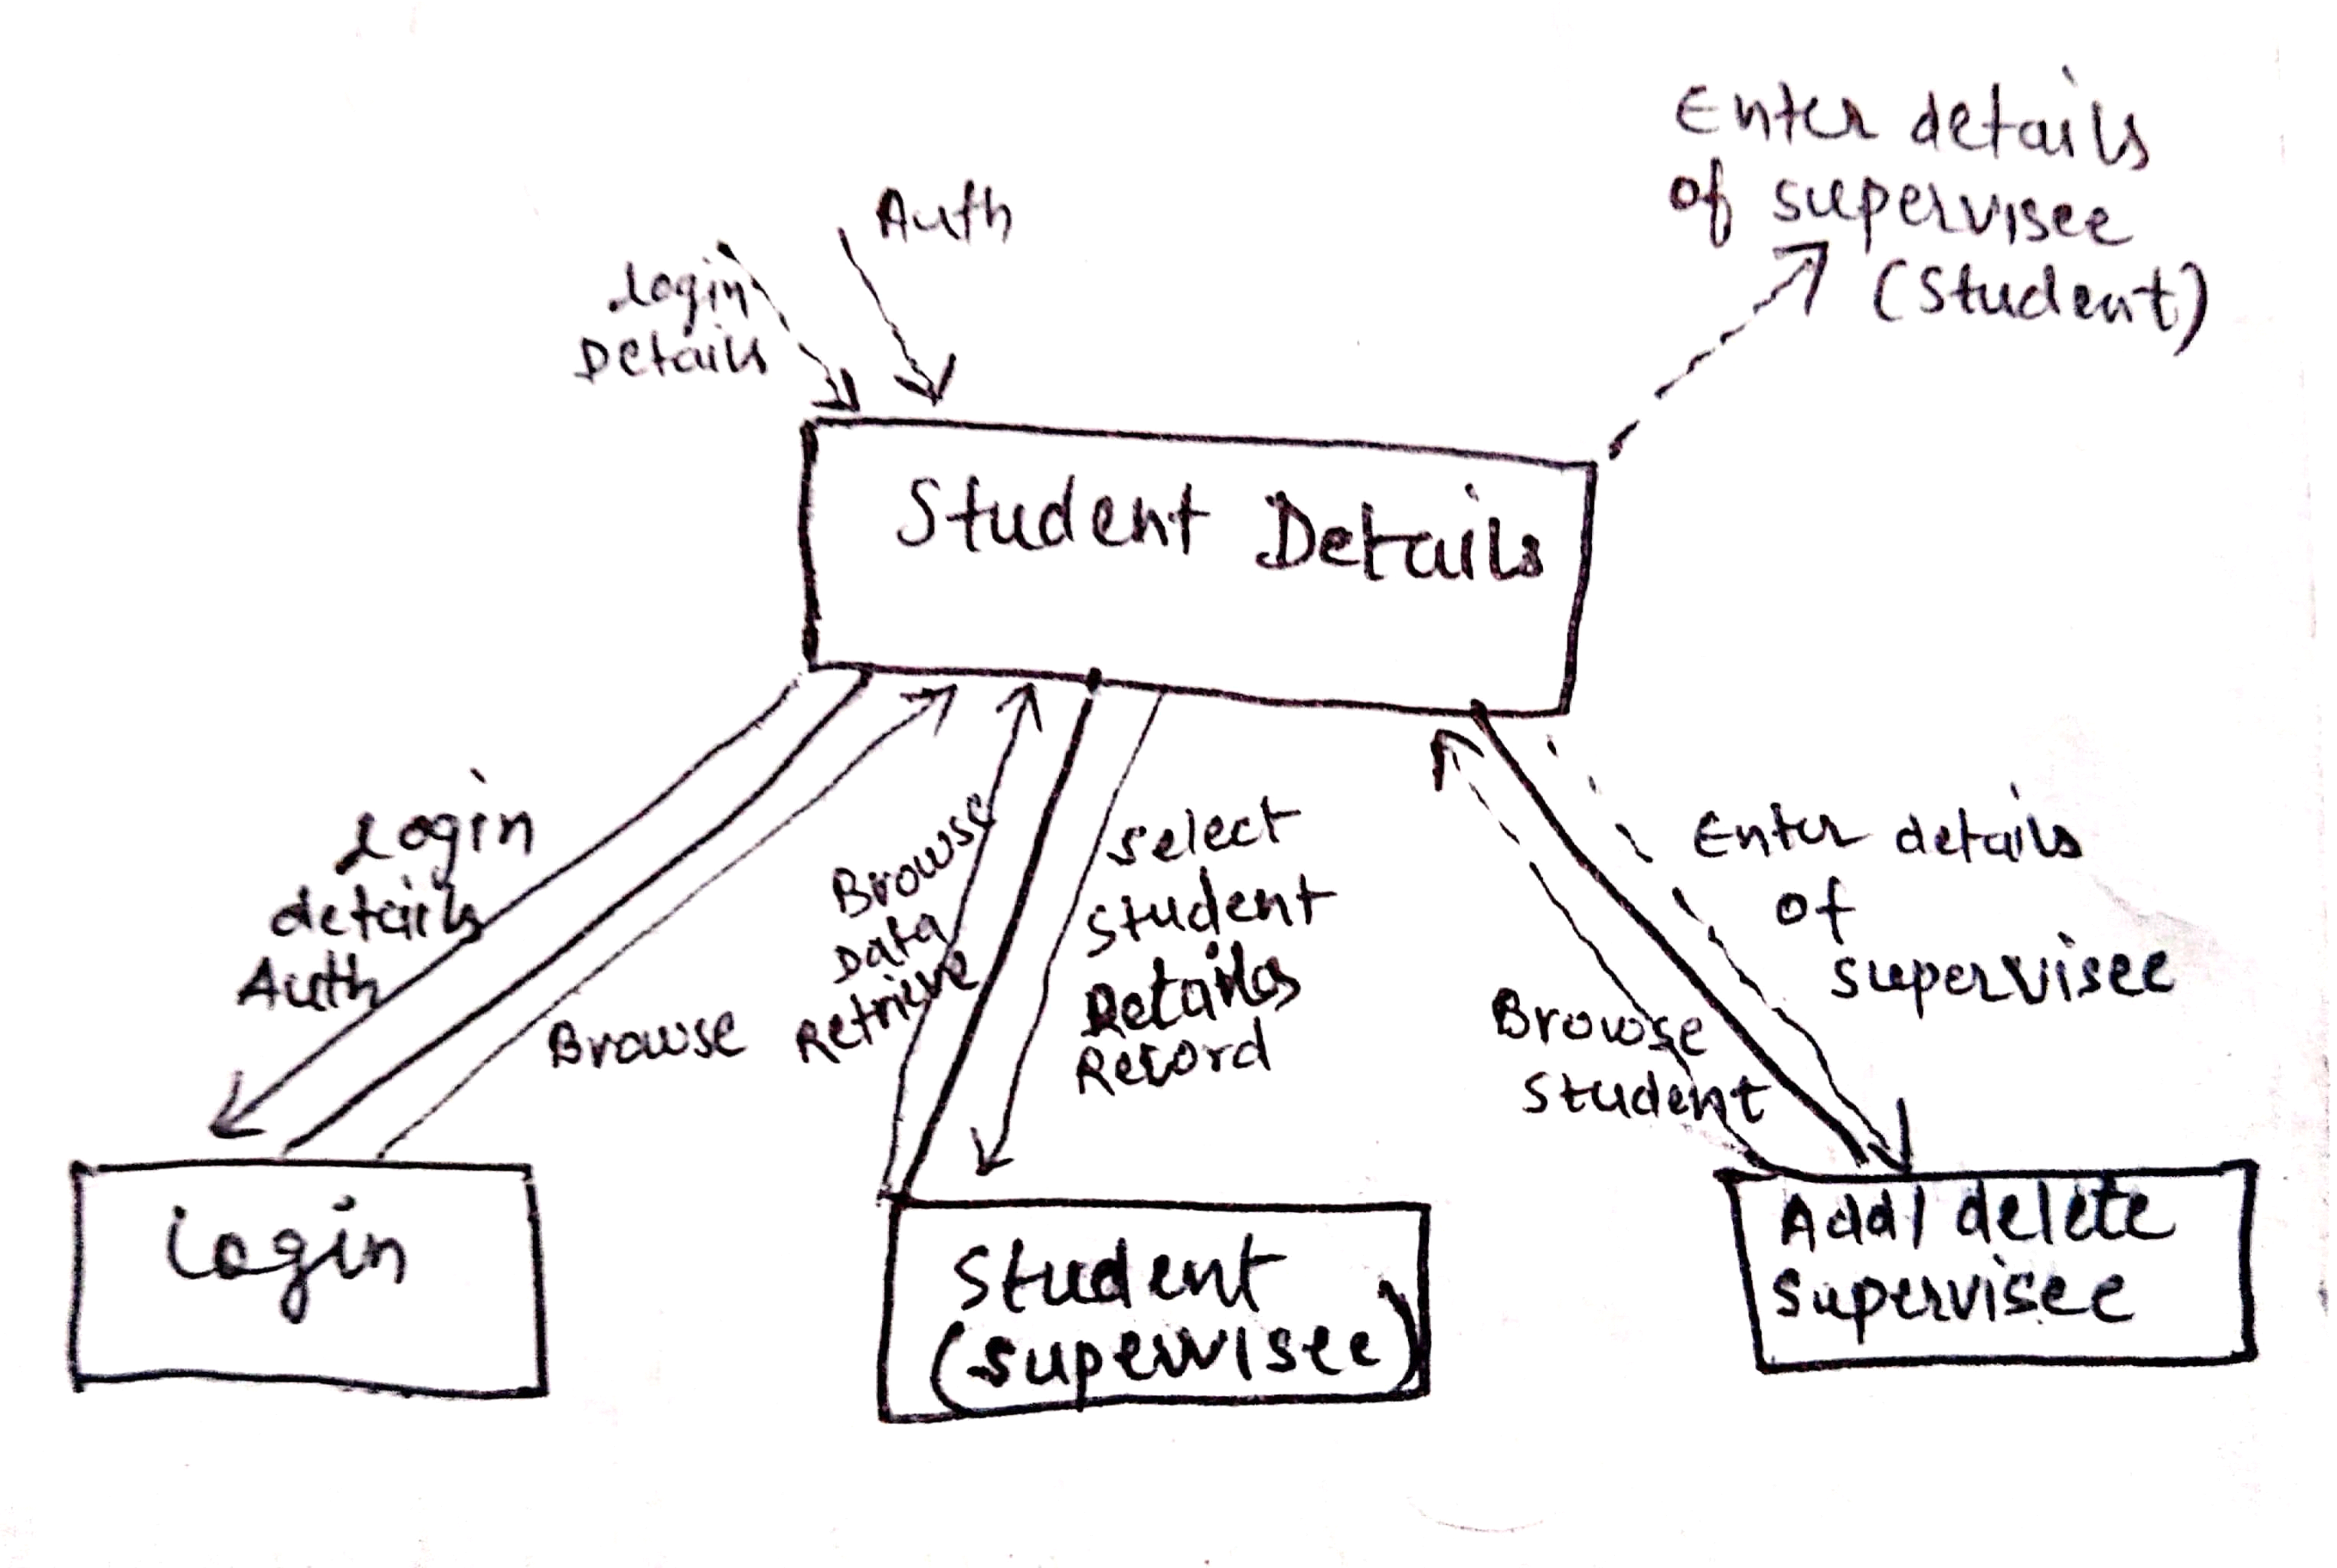 Enter details
of supervisee
(Student)
Auth
Login
Details
Student Details
Login
details
Auth
Browse
Browse
Data
Retrieve
Select
Student
Details
Record
Enter details
of
supervisee
Browse
Student
Login
Student
(supervisee)
Add/delete
Supervisee